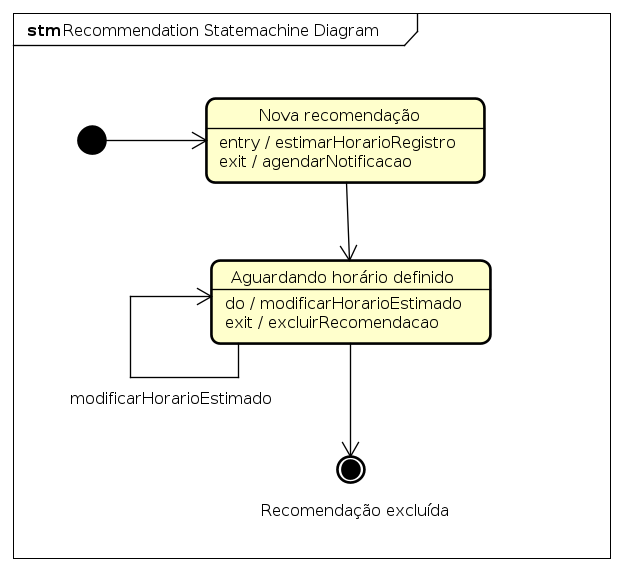 stm Recommendation Statemachine Diagram
Nova recomendação
entry / estimarHorarioRegistro
exit / agendarNotificacao
Aguardando horário definido
do / modificarHorarioEstimado
exit / excluirRecomendacao
modificarHorarioEstimado
Recomendação excluída